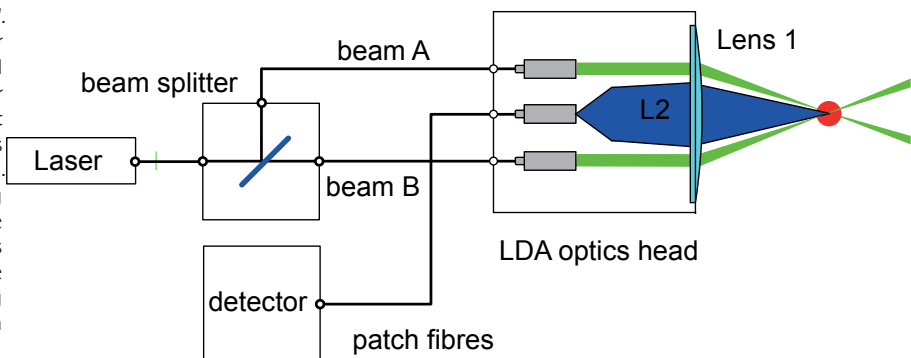 beam A
Lens 1
beam splitter
L2
Laser
beam B
LDA optics head
detector
patch fibres